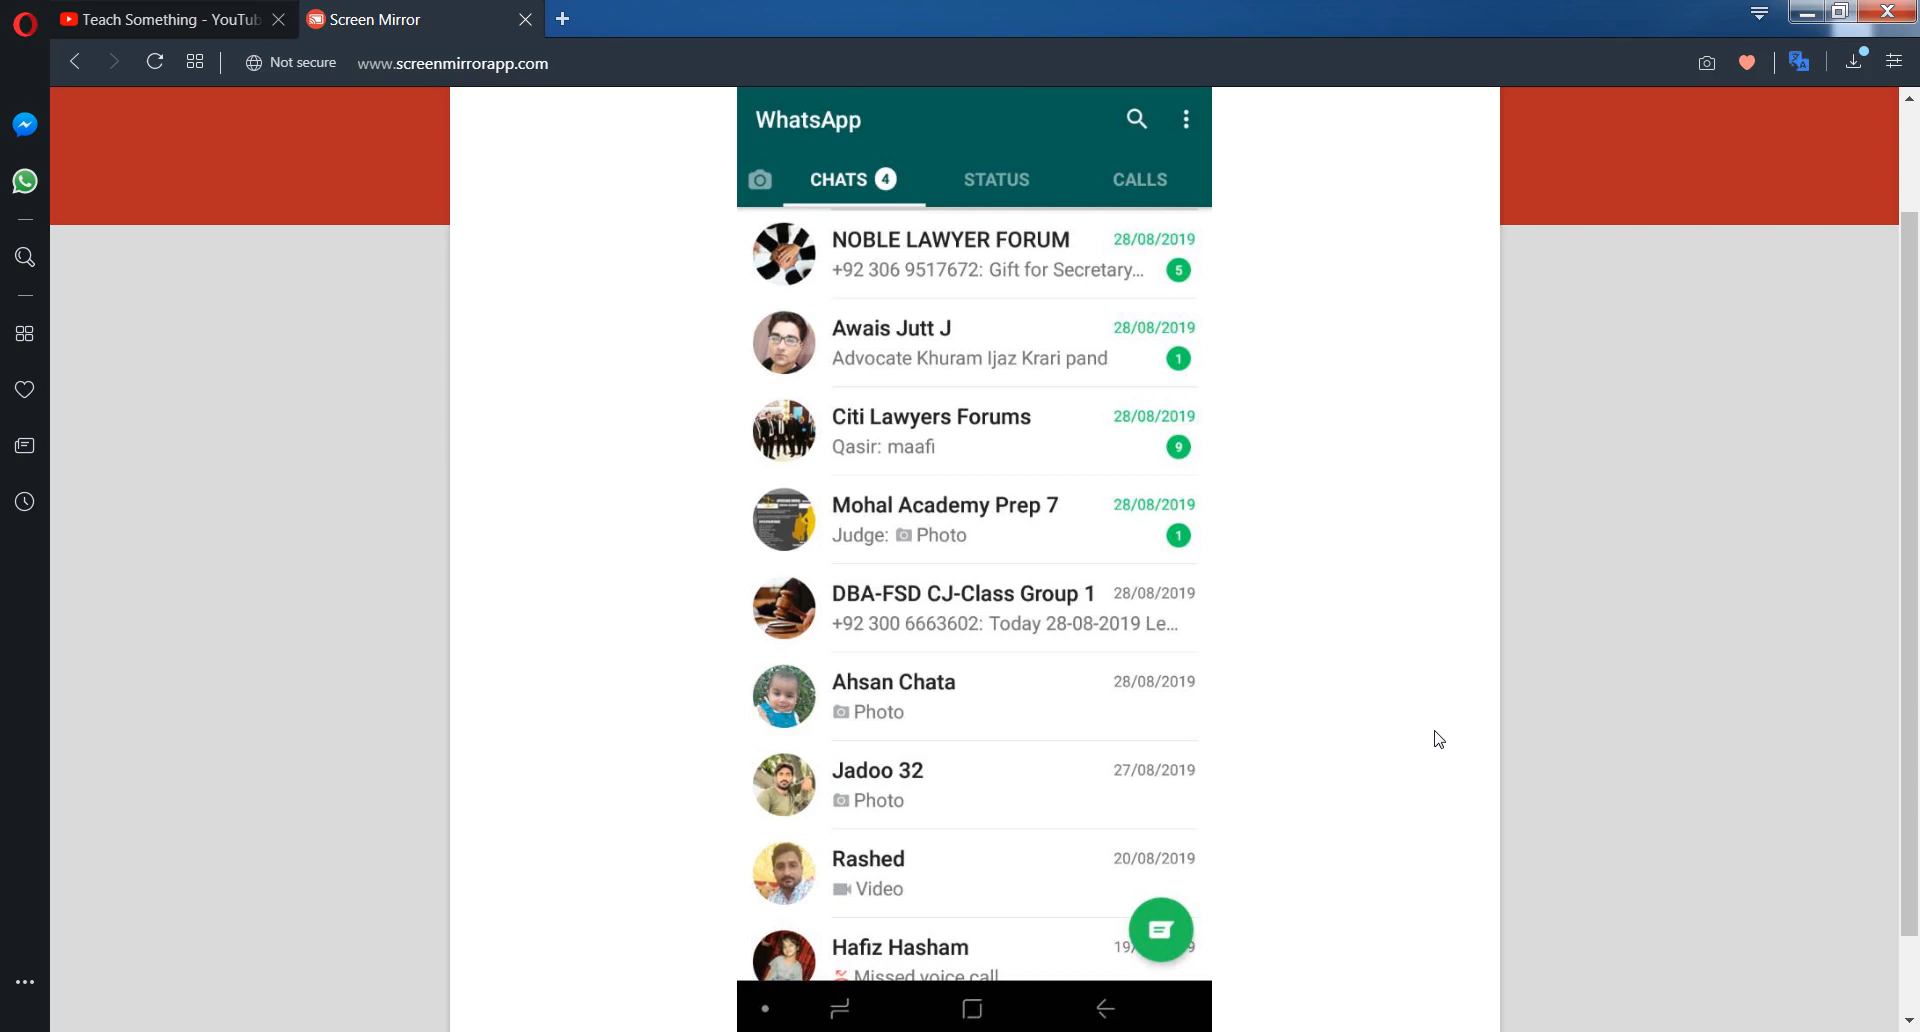 Teach Something - YouTub
Screen Mirror
Not secure www.screenmirrorapp.com
WhatsApp
CHATS 4 STATUS CALLS
NOBLE LAWYER FORUM 28/08/2019
+92 306 9517672: Gift for Secretary... 5
Awais Jutt J 28/08/2019
Advocate Khuram Ijaz Krari pand 1
Citi Lawyers Forums 28/08/2019
Qasir: maafi 9
Mohal Academy Prep 7 28/08/2019
Judge: Photo 1
DBA-FSD CJ-Class Group 1 28/08/2019
+92 300 6663602: Today 28-08-2019 Le...
Ahsan Chata 28/08/2019
Photo
Jadoo 32 27/08/2019
Photo
Rashed 20/08/2019
Video
Hafiz Hasham
Missed voice call